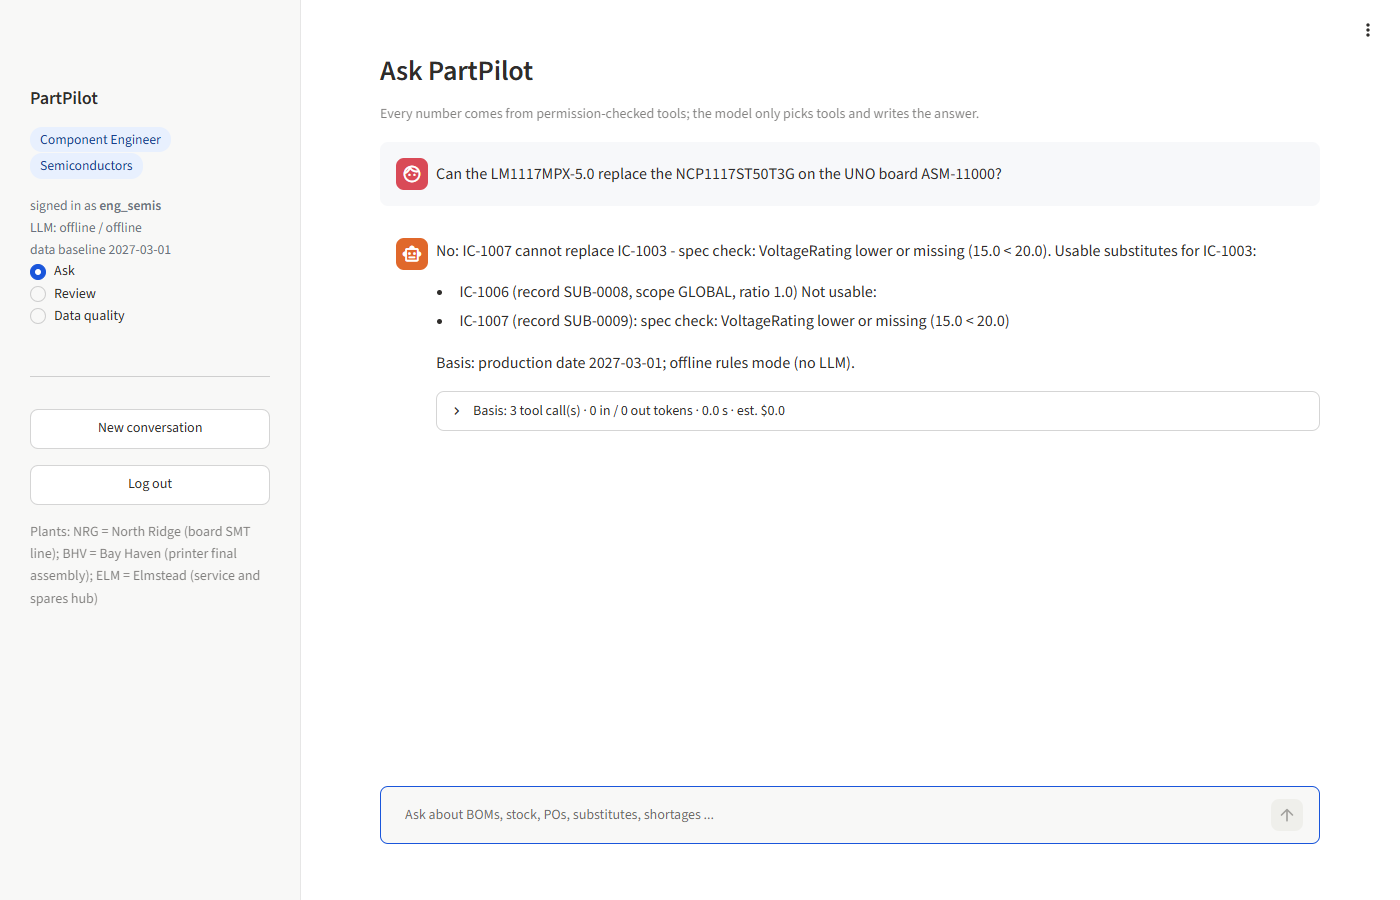 PartPilot
Component Engineer
Semiconductors
signed in as eng_semis
LLM: offline / offline
data baseline 2027-03-01
Ask
Review
Data quality
New conversation
Log out
Plants: NRG = North Ridge (board SMT
line); BHV = Bay Haven (printer final
assembly); ELM = Elmstead (service and
spares hub)
Ask PartPilot
Every number comes from permission-checked tools; the model only picks tools and writes the answer.
Can the LM1117MPX-5.0 replace the NCP1117ST50T3G on the UNO board ASM-11000?
No: IC-1007 cannot replace IC-1003 - spec check: VoltageRating lower or missing (15.0 < 20.0). Usable substitutes for IC-1003:
• IC-1006 (record SUB-0008, scope GLOBAL, ratio 1.0) Not usable:
• IC-1007 (record SUB-0009): spec check: VoltageRating lower or missing (15.0 < 20.0)
Basis: production date 2027-03-01; offline rules mode (no LLM).
Basis: 3 tool call(s) · 0 in / 0 out tokens · 0.0 s · est. $0.0
Ask about BOMs, stock, POs, substitutes, shortages ...